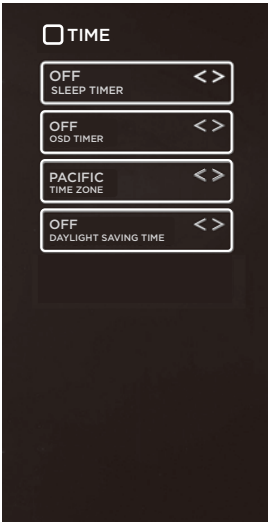 TIME
OFF
SLEEP TIMER
OFF
OSD TIMER
PACIFIC
TIME ZONE
OFF
DAYLIGHT SAVING TIME